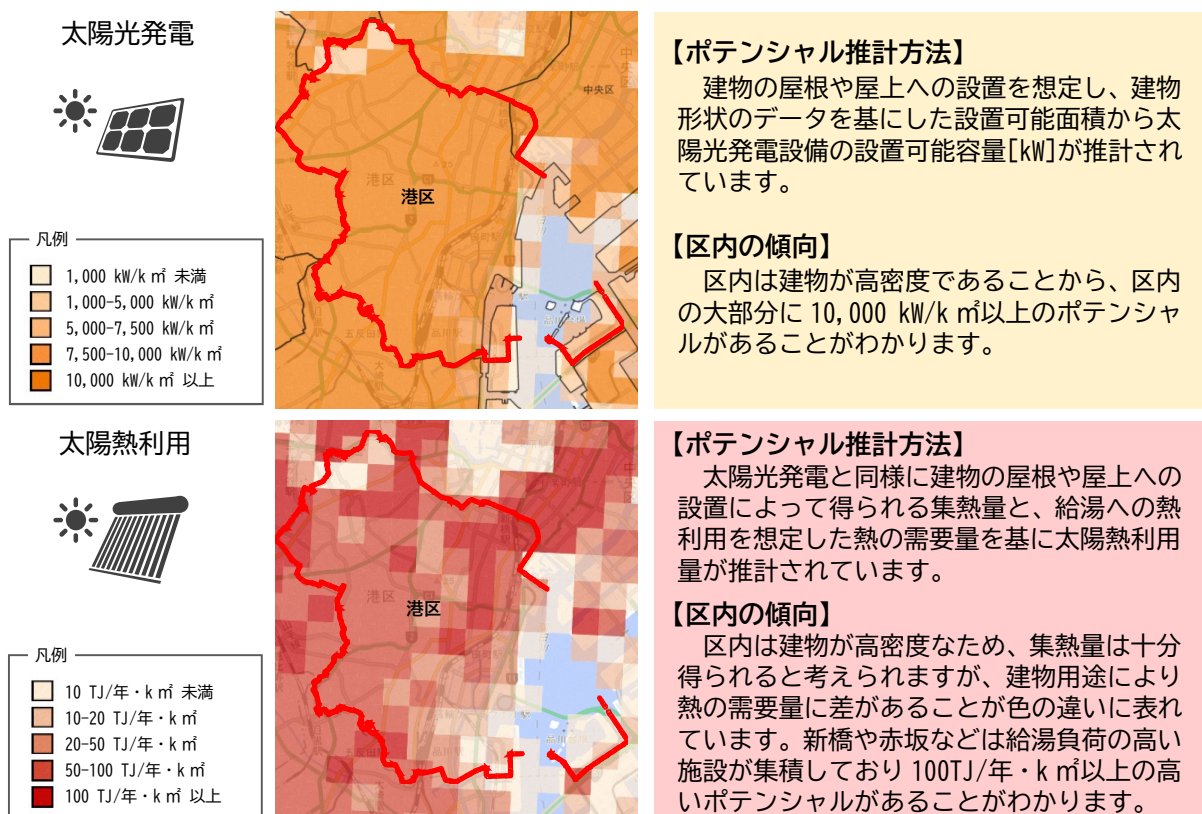 太陽光発電
凡例
1,000 kW/k㎡ 未満
1,000-5,000 kW/k㎡
5,000-7,500 kW/k㎡
7,500-10,000 kW/k㎡
10,000 kW/k㎡ 以上
中央区
中央区
港区
港区
品川駅
五反田駅
【ポテンシャル推計方法】
建物の屋根や屋上への設置を想定し、建物
形状のデータを基にした設置可能面積から太
陽光発電設備の設置可能容量[kW]が推計され
ています。
【区内の傾向】
区内は建物が高密度であることから、区内
の大部分に 10,000 kW/k㎡以上のポテンシャ
ルがあることがわかります。
太陽熱利用
凡例
10 TJ/年・k㎡ 未満
10-20 TJ/年・k㎡
20-50 TJ/年・k㎡
50-100 TJ/年・k㎡
100 TJ/年・k㎡ 以上
中央区
港区
港区
品川駅
【ポテンシャル推計方法】
太陽光発電と同様に建物の屋根や屋上への
設置によって得られる集熱量と、給湯への熱
利用を想定した熱の需要量を基に太陽熱利用
量が推計されています。
【区内の傾向】
区内は建物が高密度なため、集熱量は十分
得られると考えられますが、建物用途により
熱の需要量に差があることが色の違いに表れ
ています。新橋や赤坂などは給湯負荷の高い
施設が集積しており 100TJ/年・k㎡以上の高
いポテンシャルがあることがわかります。